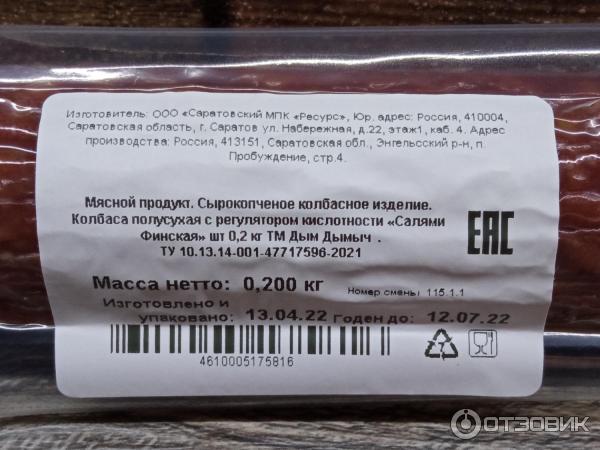 Изготовитель: ООО «Саратовский МПК «Ресурс», Юр. адрес: Россия, 410004,
Саратовская область, г. Саратов ул. Набережная, д.22, этаж1, каб. 4. Адрес
производства: Россия, 413151, Саратовская обл., Энгельсский р-н, п.
Пробуждение, стр.4.
Мясной продукт. Сырокопченое колбасное изделие.
Колбаса полусухая с регулятором кислотности «Салями
Финская» шт 0,2 кг ТМ Дым Дымыч .
ТУ 10.13.14-001-47717596-2021
EAC
Масса нетто: 0,200 кг
Номер смены: 115.1.1
Изготовлено и
упаковано: 13.04.22 Годен до: 12.07.22
4610005175816
ОТЗОВИК